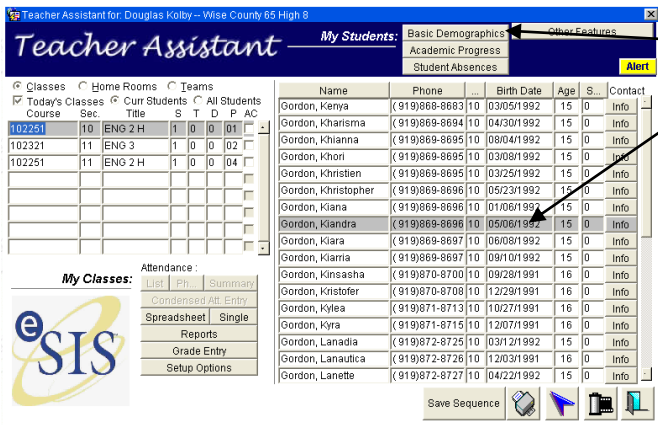 Teacher Assistant for: Douglas Kolby -- Wise County 65 High 8
Teacher Assistant
My Students:
Basic Demographics
Other Features
Academic Progress
Student Absences
Alert
Classes Home Rooms Teams
Today's Classes Curr Students All Students
Course Sec. Title S T D P AC
102251 10 ENG 2 H 1 0 0 01
102321 11 ENG 3 1 0 0 02
102251 11 ENG 2 H 1 0 0 04
Name Phone ... Birth Date Age S... Contact
Gordon, Kenya (919)868-8683 10 03/05/1992 15 0 Info
Gordon, Kharisma (919)869-8694 10 04/30/1992 15 0 Info
Gordon, Khianna (919)869-8695 10 08/04/1992 15 0 Info
Gordon, Khori (919)869-8695 10 03/08/1992 15 0 Info
Gordon, Khristien (919)869-8695 10 03/25/1992 15 0 Info
Gordon, Khristopher (919)869-8696 10 05/23/1992 15 0 Info
Gordon, Kiana (919)869-8696 10 01/06/1992 15 0 Info
Gordon, Kiandra (919)869-8696 10 05/06/1992 15 0 Info
Gordon, Kiara (919)869-8697 10 06/08/1992 15 0 Info
Gordon, Kiarria (919)869-8697 10 09/10/1992 15 0 Info
Gordon, Kinsasha (919)870-8700 10 09/28/1991 16 0 Info
Gordon, Kristofer (919)870-8708 10 12/29/1991 16 0 Info
Gordon, Kylea (919)871-8713 10 10/27/1991 16 0 Info
Gordon, Kyra (919)871-8715 10 12/07/1991 16 0 Info
Gordon, Lanadia (919)872-8725 10 03/12/1992 15 0 Info
Gordon, Lanautica (919)872-8726 10 12/03/1991 16 0 Info
Gordon, Lanette (919)872-8727 10 04/22/1992 15 0 Info
My Classes:
Attendance :
List Ph... Summary
Condensed Att. Entry
Spreadsheet Single
Reports
Grade Entry
Setup Options
eSIS
Save Sequence